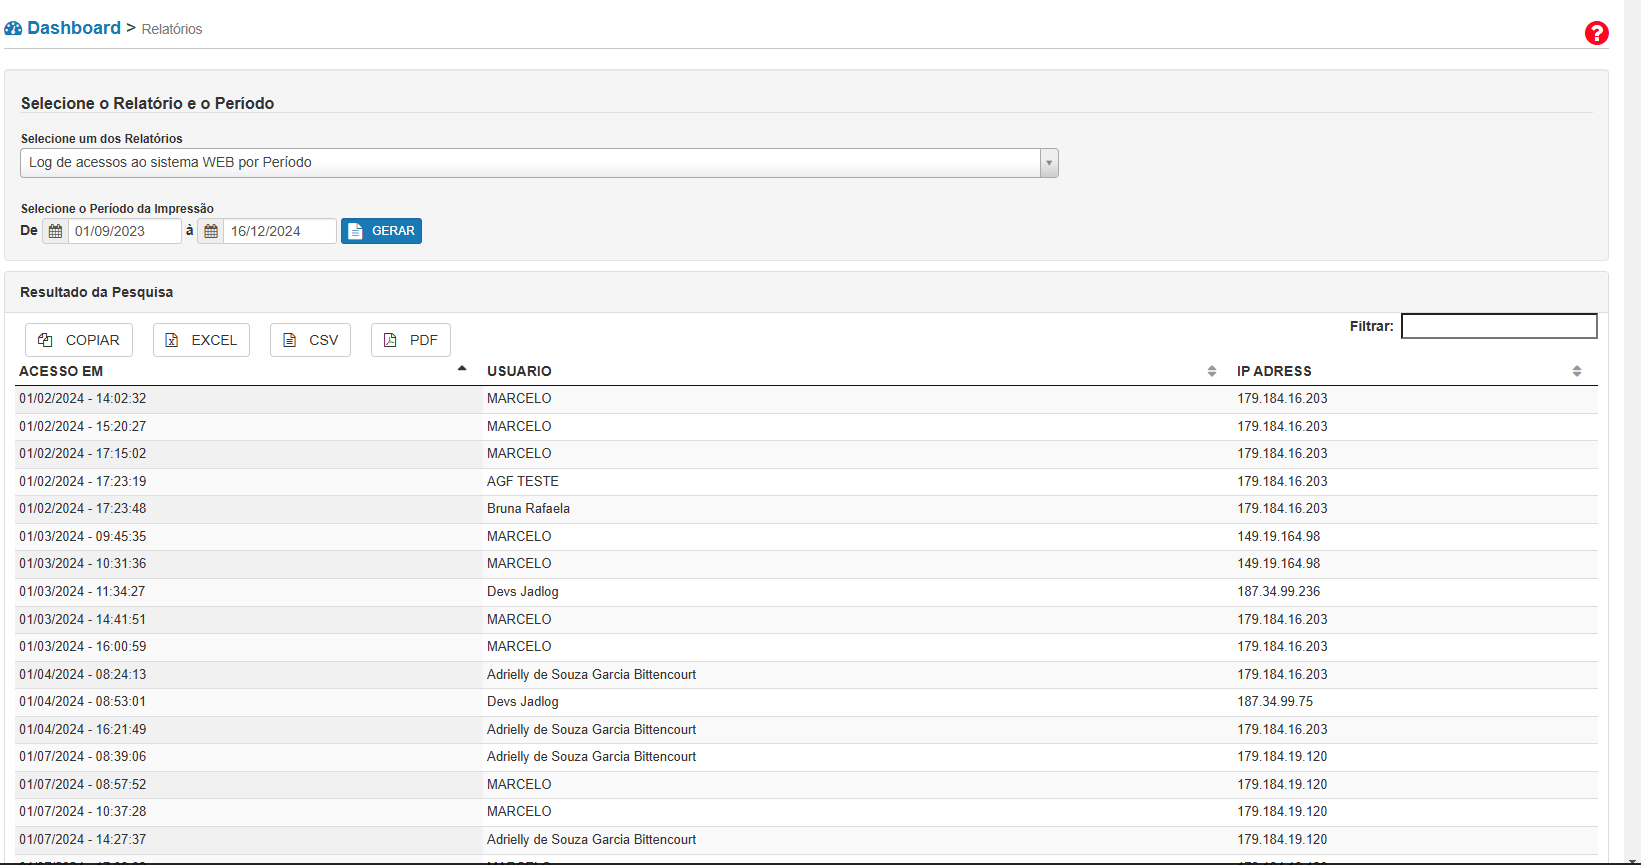 Dashboard > Relatórios
?
Selecione o Relatório e o Período
Selecione um dos Relatórios
Log de acessos ao sistema WEB por Período
Selecione o Período da Impressão
De 01/09/2023 à 16/12/2024 GERAR
Resultado da Pesquisa
COPIAR EXCEL CSV PDF Filtrar:
ACESSO EM USUARIO IP ADRESS
01/02/2024 - 14:02:32 MARCELO 179.184.16.203
01/02/2024 - 15:20:27 MARCELO 179.184.16.203
01/02/2024 - 17:15:02 MARCELO 179.184.16.203
01/02/2024 - 17:23:19 AGF TESTE 179.184.16.203
01/02/2024 - 17:23:48 Bruna Rafaela 179.184.16.203
01/03/2024 - 09:45:35 MARCELO 149.19.164.98
01/03/2024 - 10:31:36 MARCELO 149.19.164.98
01/03/2024 - 11:34:27 Devs Jadlog 187.34.99.236
01/03/2024 - 14:41:51 MARCELO 179.184.16.203
01/03/2024 - 16:00:59 MARCELO 179.184.16.203
01/04/2024 - 08:24:13 Adrielly de Souza Garcia Bittencourt 179.184.16.203
01/04/2024 - 08:53:01 Devs Jadlog 187.34.99.75
01/04/2024 - 16:21:49 Adrielly de Souza Garcia Bittencourt 179.184.16.203
01/07/2024 - 08:39:06 Adrielly de Souza Garcia Bittencourt 179.184.19.120
01/07/2024 - 08:57:52 MARCELO 179.184.19.120
01/07/2024 - 10:37:28 MARCELO 179.184.19.120
01/07/2024 - 14:27:37 Adrielly de Souza Garcia Bittencourt 179.184.19.120